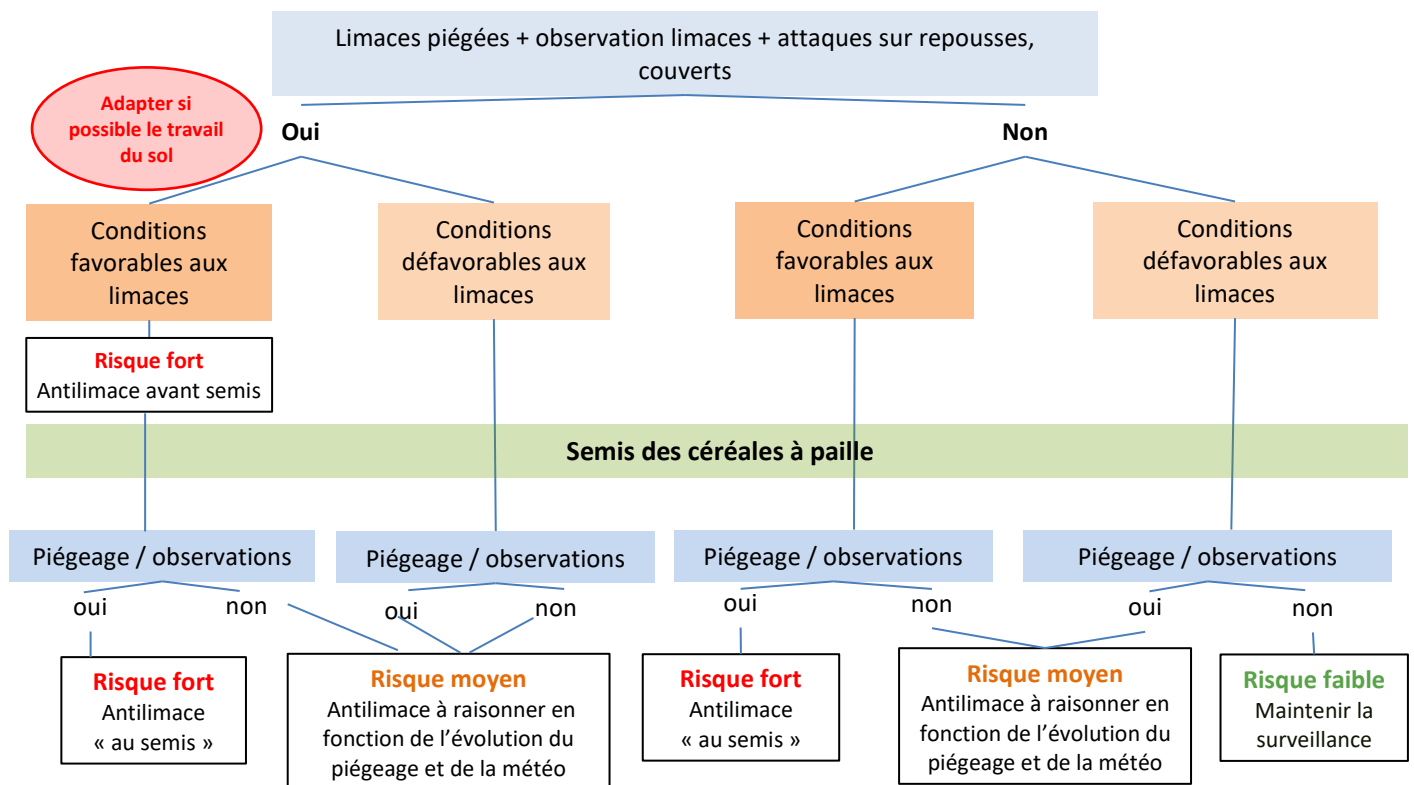 Limaces piégées + observation limaces + attaques sur repousses,
couverts
Adapter si
possible le travail
du sol
Oui
Non
Conditions
favorables aux
limaces
Conditions
défavorables aux
limaces
Conditions
favorables aux
limaces
Conditions
défavorables aux
limaces
Risque fort
Antilimace avant semis
Semis des céréales à paille
Piégeage / observations
Piégeage / observations
Piégeage / observations
Piégeage / observations
oui
non
oui
non
oui
non
oui
non
Risque fort
Antilimace
« au semis »
Risque moyen
Antilimace à raisonner en
fonction de l’évolution du
piégeage et de la météo
Risque fort
Antilimace
« au semis »
Risque moyen
Antilimace à raisonner en
fonction de l’évolution du
piégeage et de la météo
Risque faible
Maintenir la
surveillance